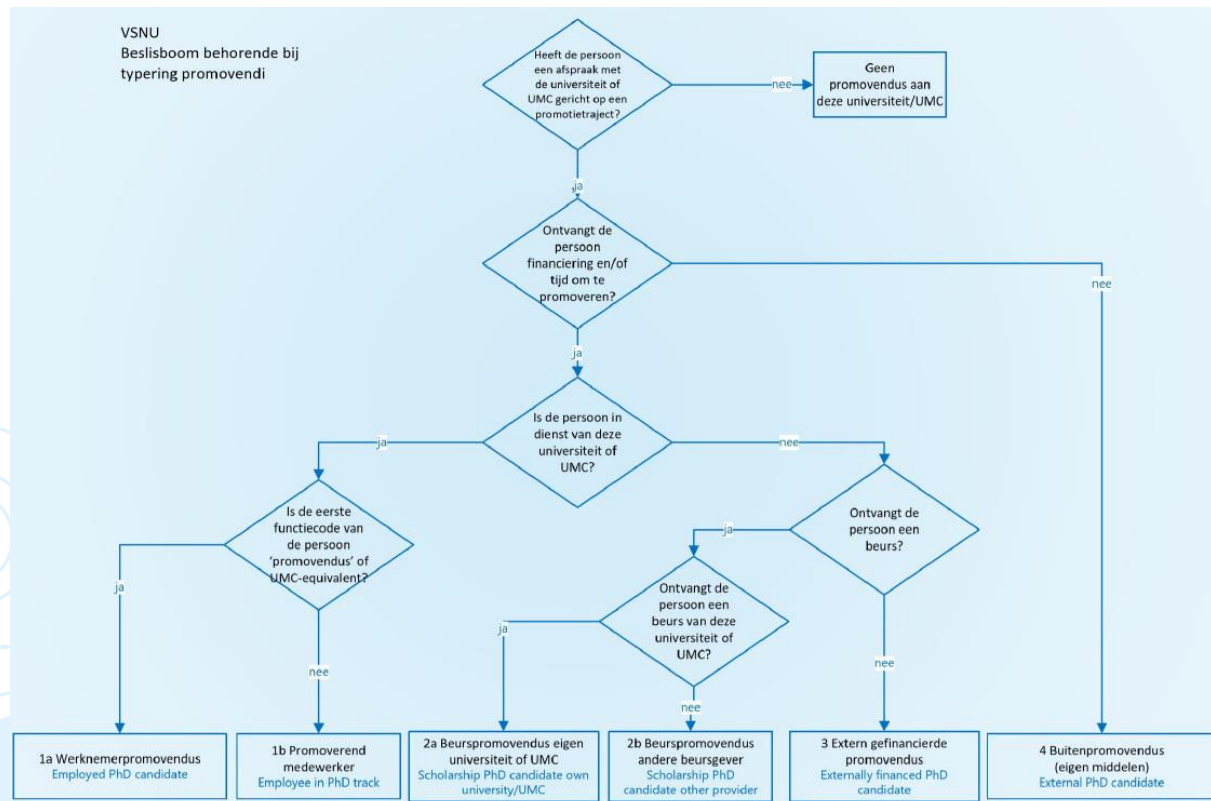 VSNU
Beslisboom behorende bij
typering promovendi
Heeft de persoon
een afspraak met
de universiteit of
UMC gericht op een
promotietraject?
nee
Geen
promovendus aan
deze universiteit/UMC
ja
Ontvangt de
persoon
financiering en/of
tijd om te
promoveren?
nee
ja
Is de persoon in
dienst van deze
universiteit of
UMC?
ja
nee
Is de eerste
functiecode van
de persoon
'promovendus' of
UMC-equivalent?
Ontvangt de
persoon een
beurs?
ja
ja
Ontvangt de
persoon een
beurs van deze
universiteit of
UMC?
ja
nee
nee
nee
1a Werknemerpromovendus
Employed PhD candidate
1b Promoverend
medewerker
Employee in PhD track
2a Beurspromovendus eigen
universiteit of UMC
Scholarship PhD candidate own
university/UMC
2b Beurspromovendus
andere beursgever
Scholarship PhD
candidate other provider
3 Extern gefinancierde
promovendus
Externally financed PhD
candidate
4 Buitenpromovendus
(eigen middelen)
External PhD candidate